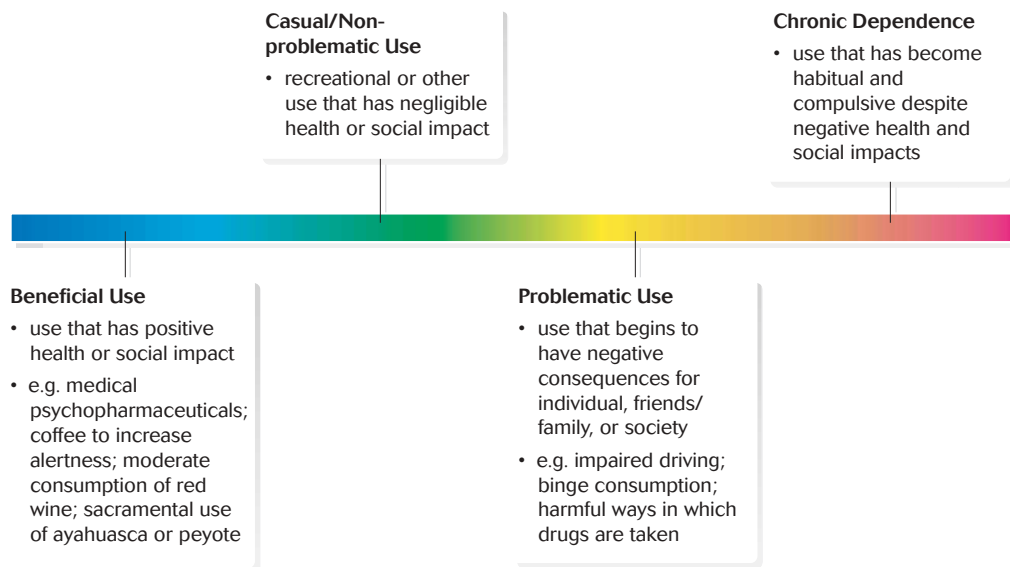 Casual/Non-
problematic Use
• recreational or other
use that has negligible
health or social impact
Chronic Dependence
• use that has become
habitual and
compulsive despite
negative health and
social impacts
Beneficial Use
• use that has positive
health or social impact
• e.g. medical
psychopharmaceuticals;
coffee to increase
alertness; moderate
consumption of red
wine; sacramental use
of ayahuasca or peyote
Problematic Use
• use that begins to
have negative
consequences for
individual, friends/
family, or society
• e.g. impaired driving;
binge consumption;
harmful ways in which
drugs are taken